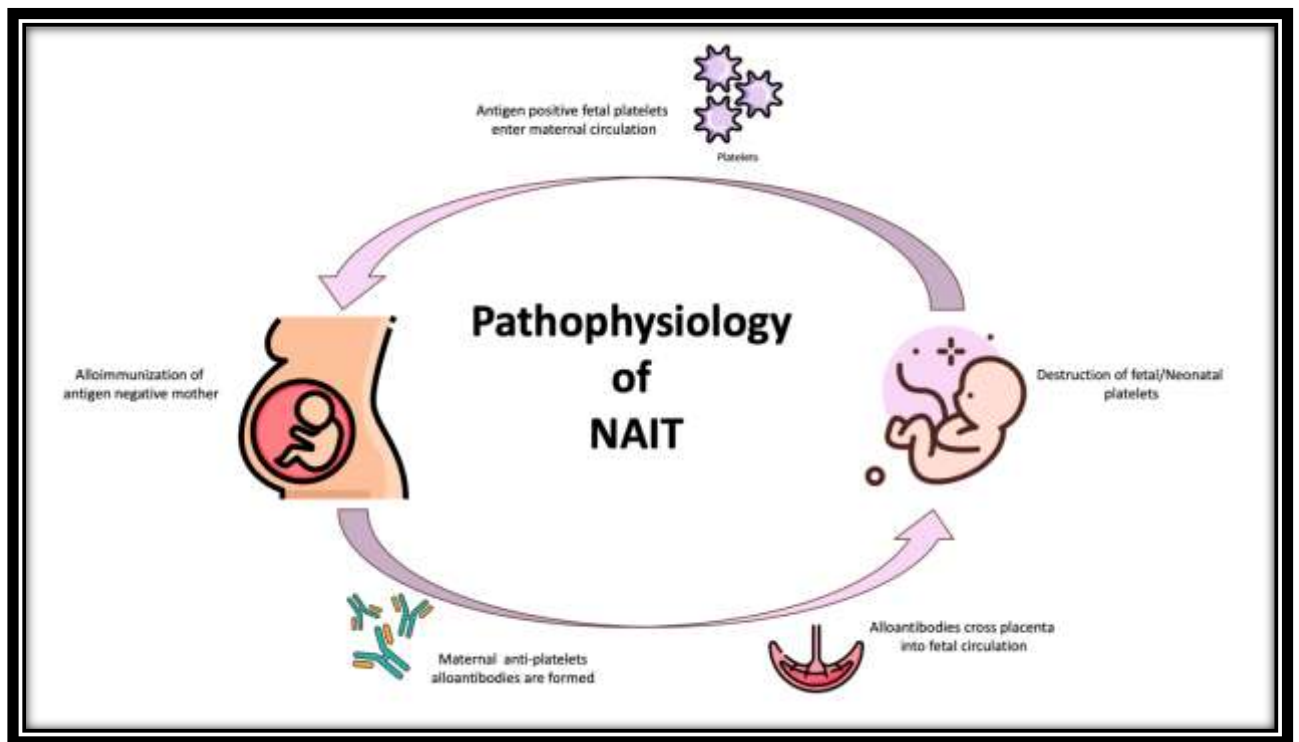 Antigen positive fetal platelets
enter maternal circulation
Platelets
Pathophysiology
of
NAIT
Alloimmunization of
antigen negative mother
Destruction of fetal/Neonatal
platelets
Maternal  anti-platelets
alloantibodies are formed
Alloantibodies cross placenta
into fetal circulation